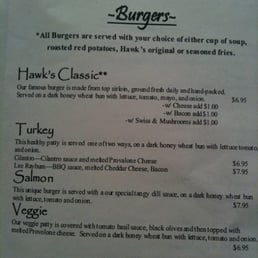 ~Burgers~
*All Burgers are served with your choice of either cup of soup,
roasted red potatoes, Hawk's original or seasoned fries.
Hawk's Classic**
Our famous burger is made from top sirloin, ground fresh daily and hand-packed.
Served on a dark honey wheat bun with lettuce, tomato, mayo, and onion. $6.95
-w/ Cheese add $1.00
-w/ Bacon add $1.00
-w/ Swiss & Mushrooms add $1.00
Turkey
This healthy patty is served one of two ways, on a dark honey wheat bun with lettuce tomato
and onion.
Cilantro—Cilantro sauce and melted Provolone Cheese $6.95
Lee Rayburn—BBQ sauce, melted Cheddar Cheese, Bacon $7.95
Salmon
This unique burger is served with a our special tangy dill sauce, on a dark honey wheat bun
with lettuce, tomato and onion. $7.95
Veggie
Our veggie patty is covered with tomato basil sauce, black olives and then topped with
melted Provolone cheese. Served on a dark honey wheat bun with lettuce, tomato and onion.
$6.95